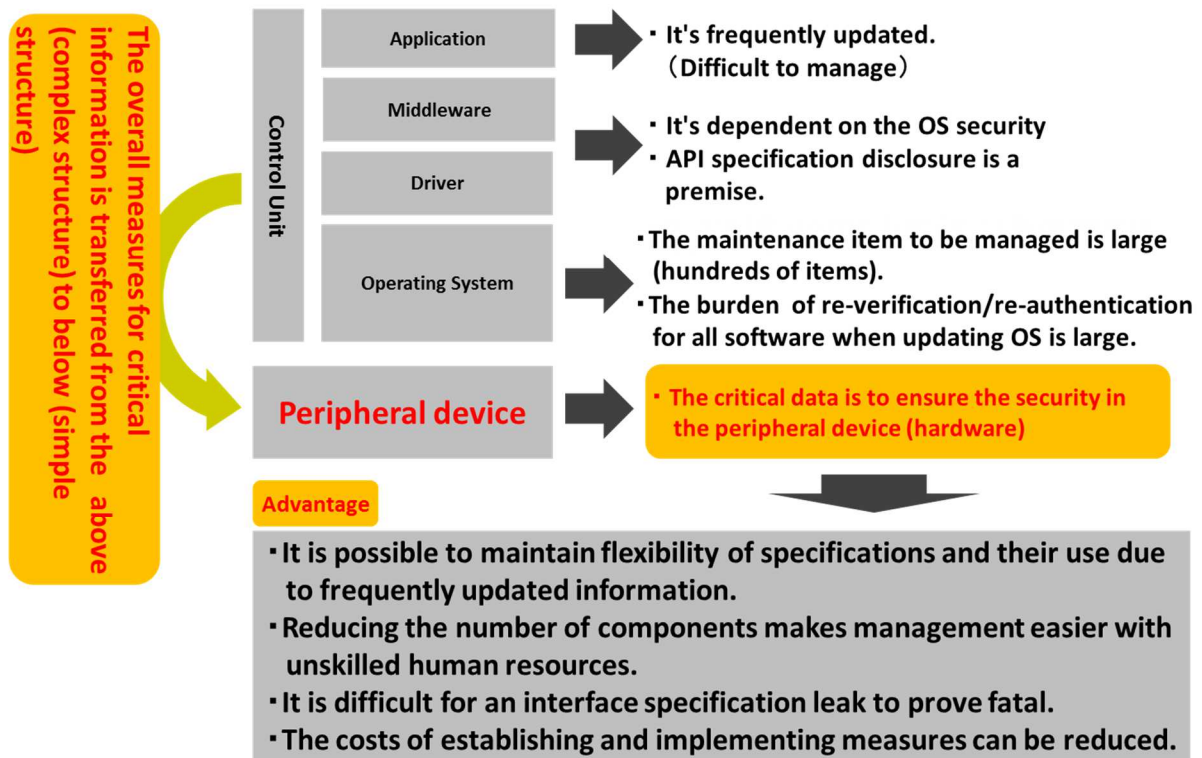 The overall measures for critical
information is transferred from the above
(complex structure) to below (simple
structure)
Control Unit
Application
・ It's frequently updated.
（Difficult to manage）
Middleware
Driver
・ It's dependent on the OS security
・ API specification disclosure is a
premise.
Operating System
・The maintenance item to be managed is large
(hundreds of items).
・The burden of re-verification/re-authentication
for all software when updating OS is large.
Peripheral device
・ The critical data is to ensure the security in
the peripheral device (hardware)
Advantage
・It is possible to maintain flexibility of specifications and their use due
to frequently updated information.
・Reducing the number of components makes management easier with
unskilled human resources.
・It is difficult for an interface specification leak to prove fatal.
・The costs of establishing and implementing measures can be reduced.